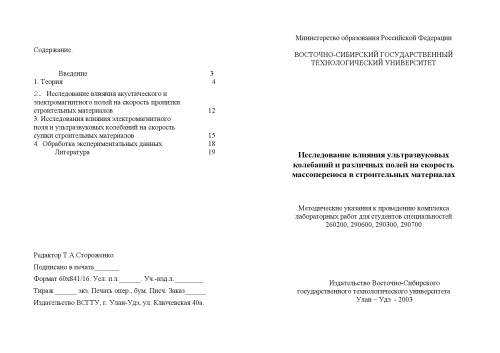 Содержание.
Введение 3
1. Теория 4
2. Исследование влияния акустического и
электромагнитного полей на скорость пропитки
строительных материалов 12
3. Исследования влияния электромагнитного
поля и ультразвуковых колебаний на скорость
сушки строительных материалов 15
4. Обработка экспериментальных данных 18
Литература 19
Редактор Т.А.Стороженко.
Подписано в печать_______
Формат 60х841/16. Усл. п.л._______. Уч.-изд.л.________
Тираж ______ экз. Печать опер., бум. Писч. Заказ______
Издательство ВСГТУ, г. Улан-Удэ, ул. Ключевская 40а.
Министерство образования Российской Федерации
ВОСТОЧНО-СИБИРСКИЙ ГОСУДАРСТВЕННЫЙ
ТЕХНОЛОГИЧЕСКИЙ УНИВЕРСИТЕТ
Исследование влияния ультразвуковых
колебаний и различных полей на скорость
массопереноса в строительных материалах
Методические указания к проведению комплекса
лабораторных работ для студентов специальностей
260200, 290600, 290300, 290700
Издательство Восточно-Сибирского
государственного технологического университета
Улан – Удэ - 2003